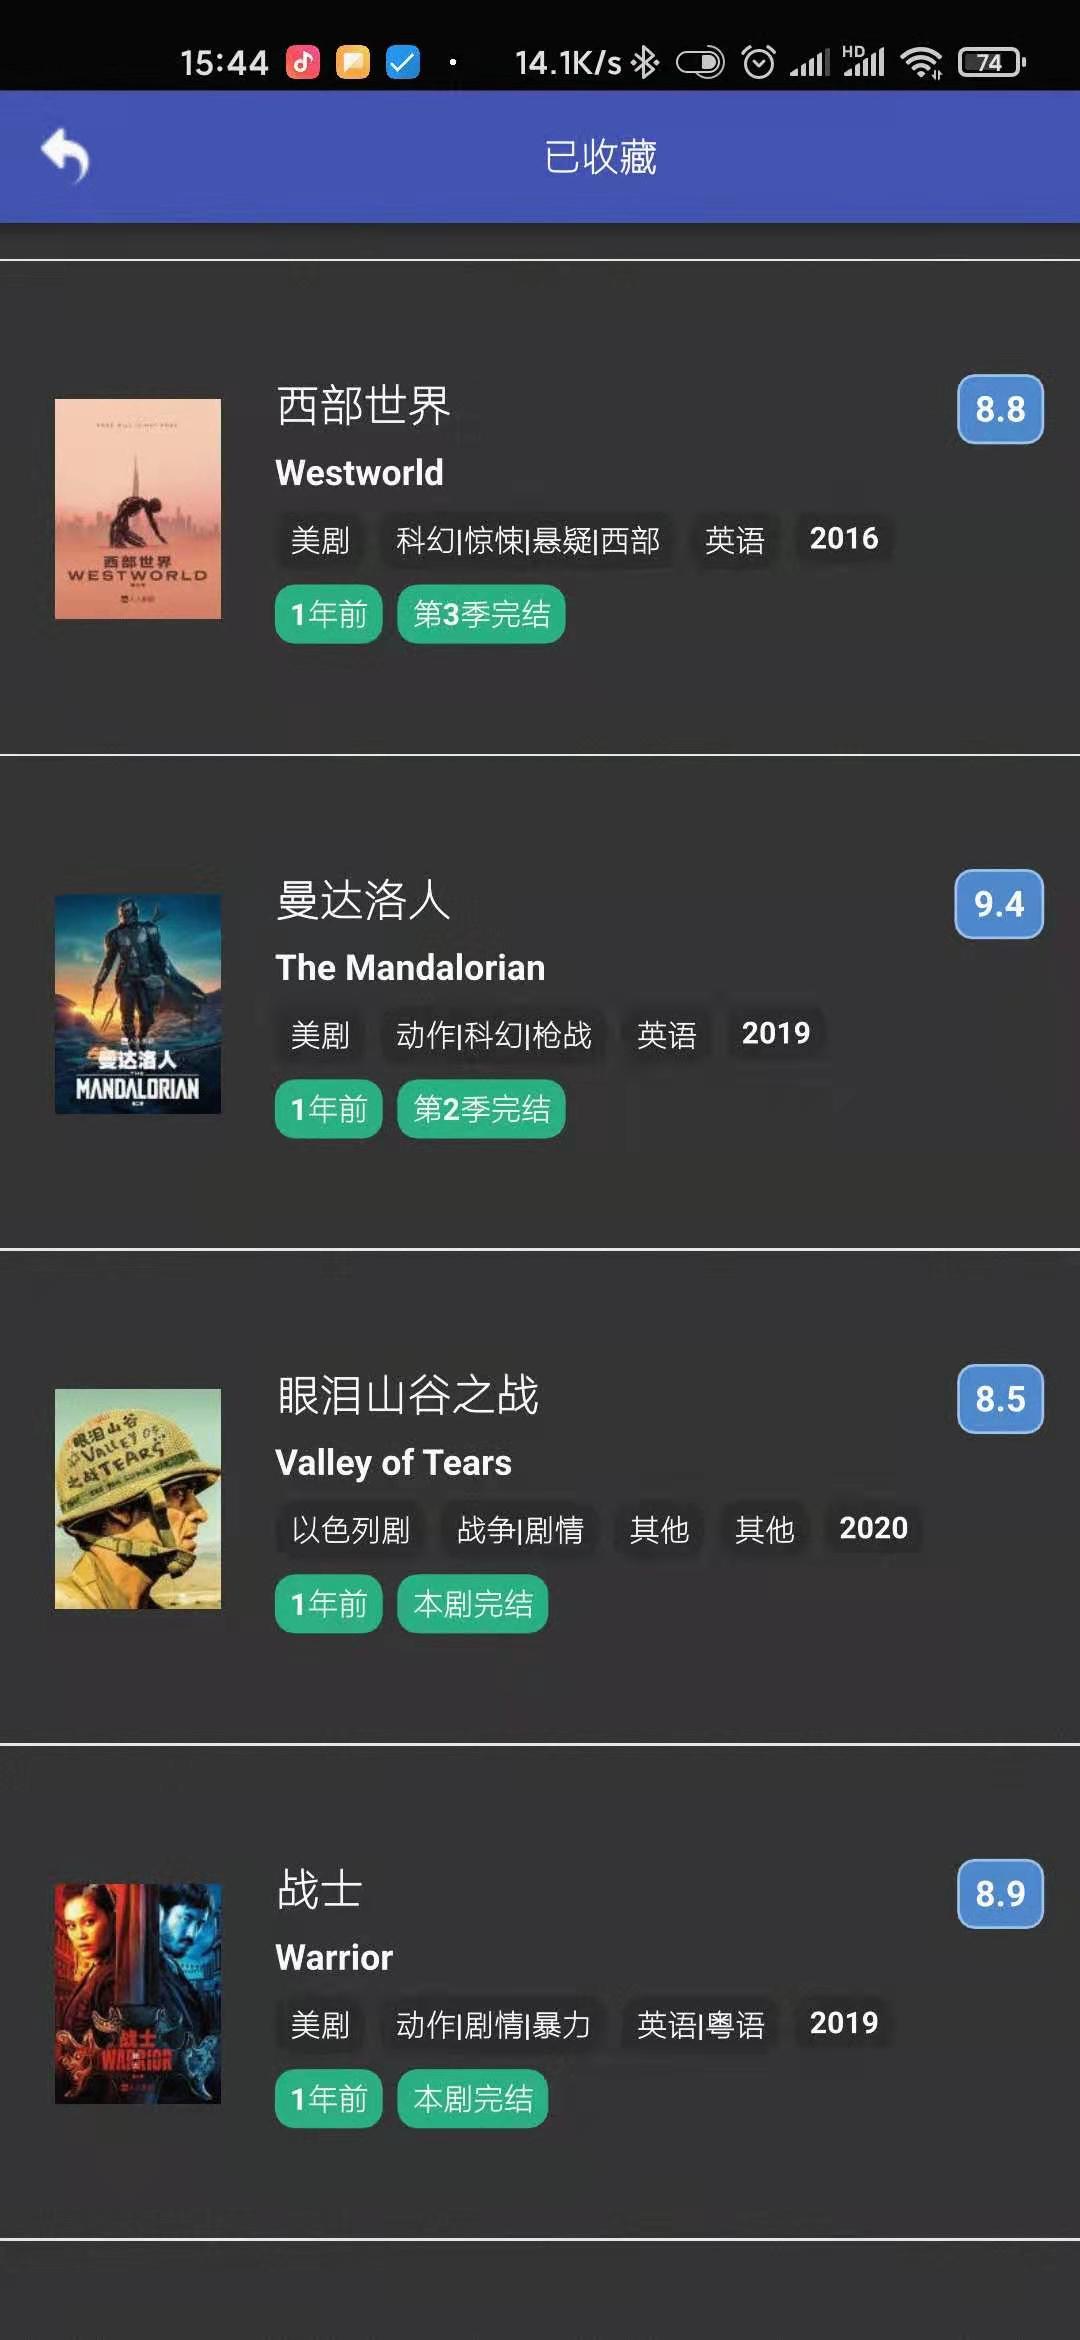 15:44
14.1K/s
HD
74
已收藏
西部世界
8.8
Westworld
美剧 科幻|惊悚|悬疑|西部 英语 2016
1年前 第3季完结
西部世界
WESTWORLD
曼达洛人
9.4
The Mandalorian
美剧 动作|科幻|枪战 英语 2019
1年前 第2季完结
曼达洛人
THE
MANDALORIAN
眼泪山谷之战
8.5
Valley of Tears
以色列剧 战争|剧情 其他 其他 2020
1年前 本剧完结
眼泪山谷
VALLEY OF
之战TEARS
战士
8.9
Warrior
美剧 动作|剧情|暴力 英语|粤语 2019
1年前 本剧完结
战士
WARRIOR